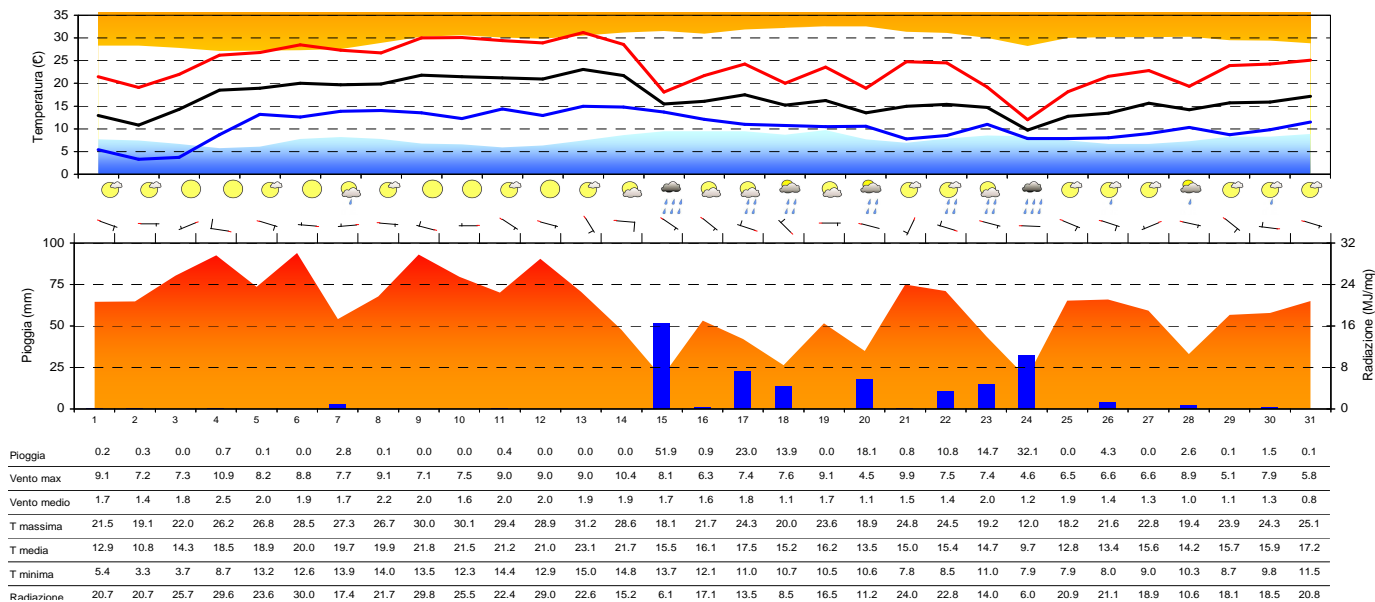 35
30
25
20
15
10
5
0
Temperatura (°C)
100
75
50
25
0
Pioggia (mm)
32
24
16
8
0
Radiazione (MJ/mq)
1 2 3 4 5 6 7 8 9 10 11 12 13 14 15 16 17 18 19 20 21 22 23 24 25 26 27 28 29 30 31
Pioggia 0.2 0.3 0.0 0.7 0.1 0.0 2.8 0.1 0.0 0.0 0.4 0.0 0.0 0.0 51.9 0.9 23.0 13.9 0.0 18.1 0.8 10.8 14.7 32.1 0.0 4.3 0.0 2.6 0.1 1.5 0.1
Vento max 9.1 7.2 7.3 10.9 8.2 8.8 7.7 9.1 7.1 7.5 9.0 9.0 9.0 10.4 8.1 6.3 7.4 7.6 9.1 4.5 9.9 7.5 7.4 4.6 6.5 6.6 6.6 8.9 5.1 7.9 5.8
Vento medio 1.7 1.4 1.8 2.5 2.0 1.9 1.7 2.2 2.0 1.6 2.0 2.0 1.9 1.9 1.7 1.6 1.8 1.1 1.7 1.1 1.5 1.4 2.0 1.2 1.9 1.4 1.3 1.0 1.1 1.3 0.8
T massima 21.5 19.1 22.0 26.2 26.8 28.5 27.3 26.7 30.0 30.1 29.4 28.9 31.2 28.6 18.1 21.7 24.3 20.0 23.6 18.9 24.8 24.5 19.2 12.0 18.2 21.6 22.8 19.4 23.9 24.3 25.1
T media 12.9 10.8 14.3 18.5 18.9 20.0 19.7 19.9 21.8 21.5 21.2 21.0 23.1 21.7 15.5 16.1 17.5 15.2 16.2 13.5 15.0 15.4 14.7 9.7 12.8 13.4 15.6 14.2 15.7 15.9 17.2
T minima 5.4 3.3 3.7 8.7 13.2 12.6 13.9 14.0 13.5 12.3 14.4 12.9 15.0 14.8 13.7 12.1 11.0 10.7 10.5 10.6 7.8 8.5 11.0 7.9 7.9 8.0 9.0 10.3 8.7 9.8 11.5
Radiazione 20.7 20.7 25.7 29.6 23.6 30.0 17.4 21.7 29.8 25.5 22.4 29.0 22.6 15.2 6.1 17.1 13.5 8.5 16.5 11.2 24.0 22.8 14.0 6.0 20.9 21.1 18.9 10.6 18.1 18.5 20.8